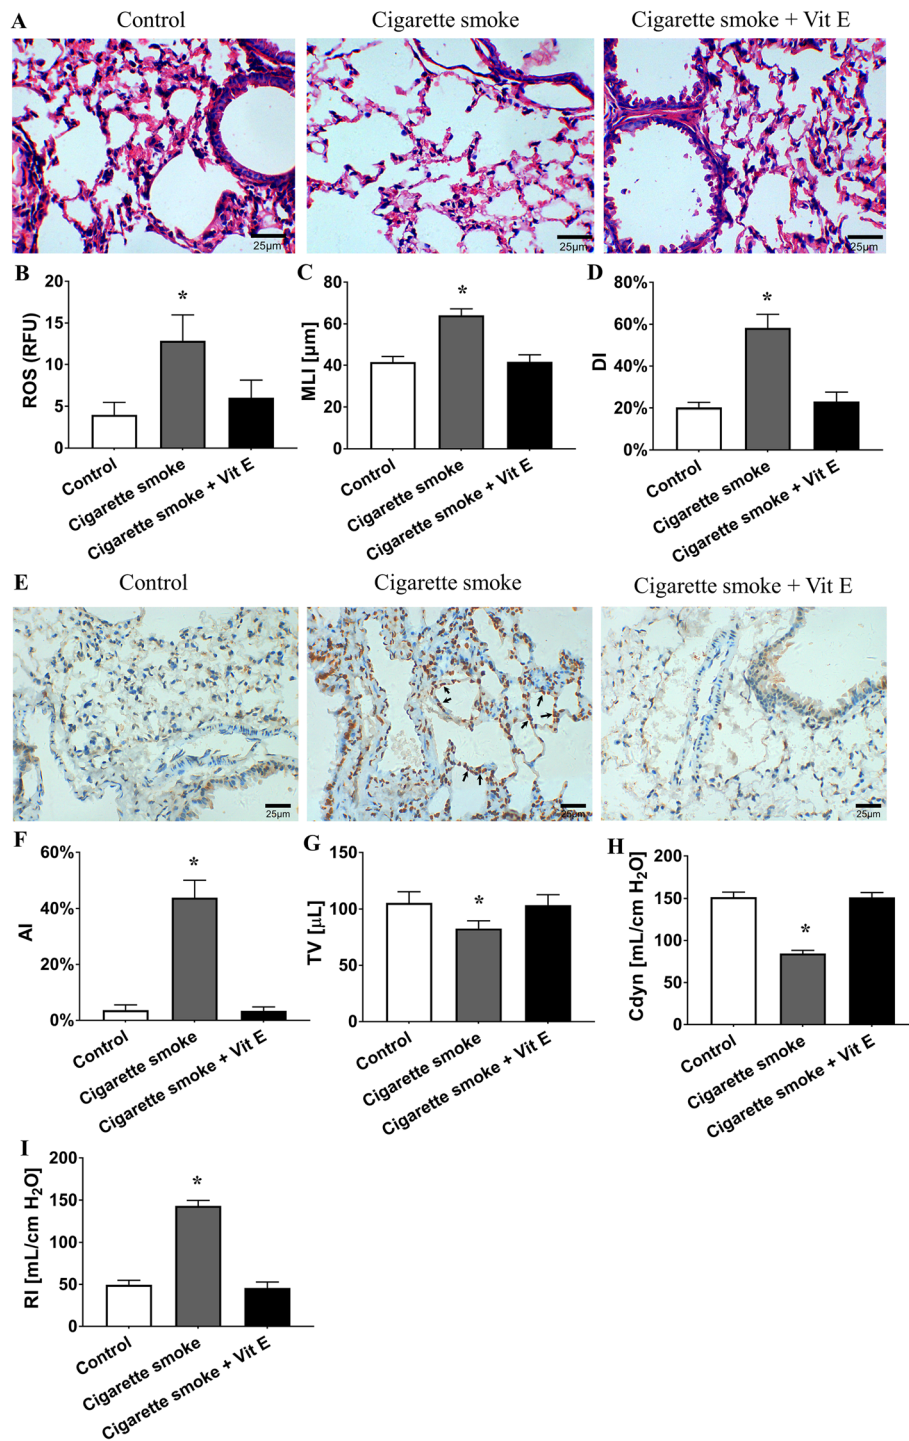 A Control Cigarette smoke Cigarette smoke + Vit E
25μm 25μm 25μm
B C D
ROS (RFU)
20
15
10
5
0
*
Control
Cigarette smoke
Cigarette smoke + Vit E
MLI [μm]
80
60
40
20
0
*
Control
Cigarette smoke
Cigarette smoke + Vit E
DI
80%
60%
40%
20%
0%
*
Control
Cigarette smoke
Cigarette smoke + Vit E
E Control Cigarette smoke Cigarette smoke + Vit E
25μm 25μm 25μm
F G H
AI
60%
40%
20%
0%
*
Control
Cigarette smoke
Cigarette smoke + Vit E
TV [μL]
150
100
50
0
*
Control
Cigarette smoke
Cigarette smoke + Vit E
Cdyn [mL/cm H₂O]
200
150
100
50
0
*
Control
Cigarette smoke
Cigarette smoke + Vit E
I
RI [mL/cm H₂O]
200
150
100
50
0
*
Control
Cigarette smoke
Cigarette smoke + Vit E